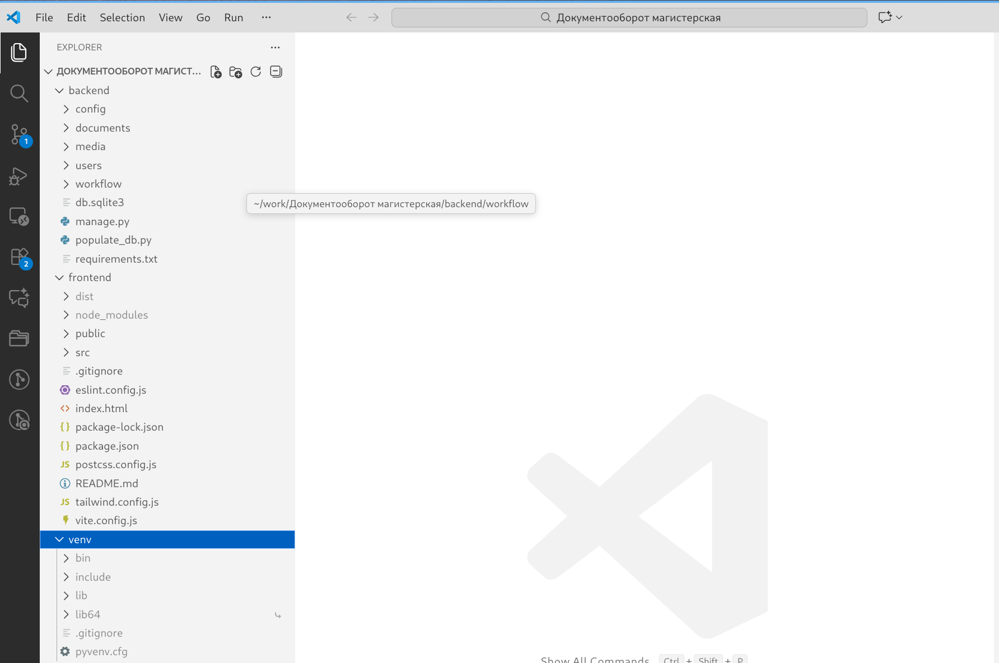 File Edit Selection View Go Run ···
Документооборот магистерская
EXPLORER
ДОКУМЕНТООБОРОТ МАГИСТ...
backend
config
documents
media
users
workflow
db.sqlite3
~/work/Документооборот магистерская/backend/workflow
manage.py
populate_db.py
requirements.txt
frontend
dist
node_modules
public
src
.gitignore
eslint.config.js
index.html
package-lock.json
package.json
JS postcss.config.js
README.md
JS tailwind.config.js
vite.config.js
venv
bin
include
lib
lib64
.gitignore
pyvenv.cfg
1
2
Show All Commands Ctrl + Shift + P